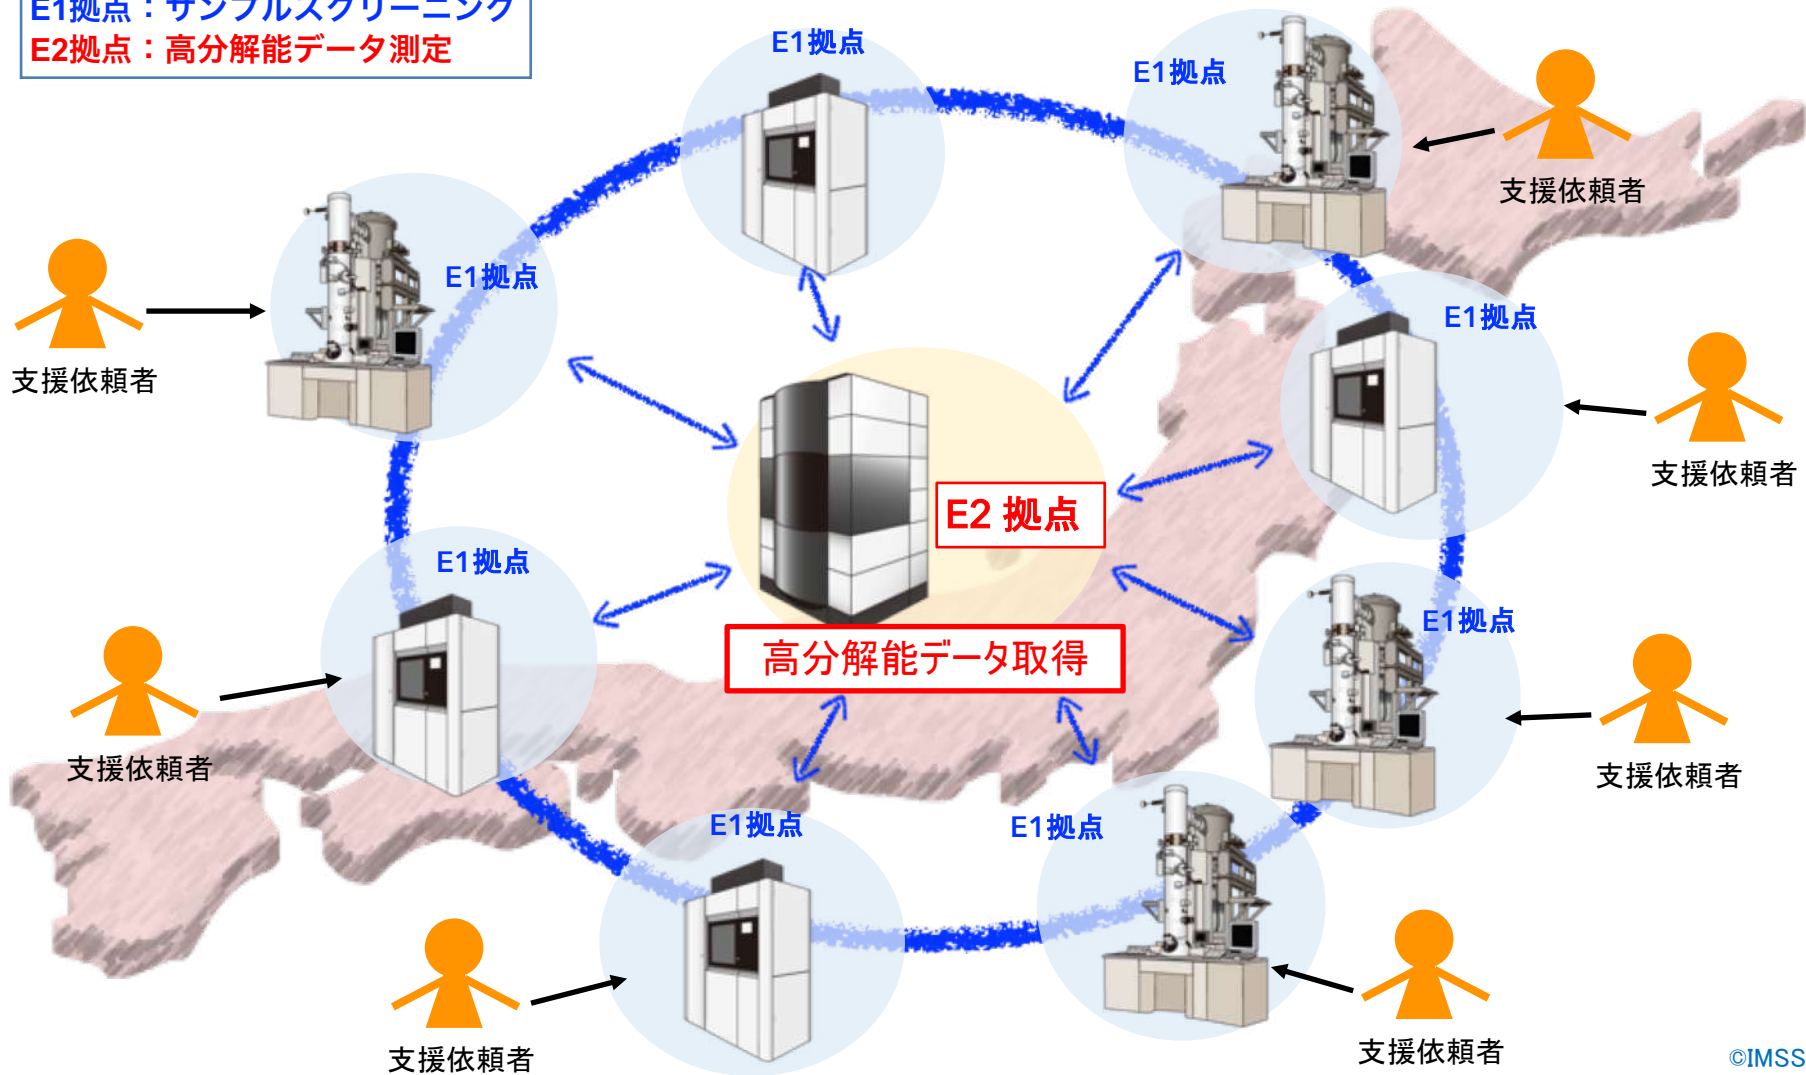 E1拠点：サンプルスクリーニング
E2拠点：高分解能データ測定
E1拠点
E1拠点
支援依頼者
E1拠点
支援依頼者
E1拠点
支援依頼者
E2 拠点
高分解能データ取得
E1拠点
支援依頼者
E1拠点
支援依頼者
E1拠点
支援依頼者
E1拠点
支援依頼者
©IMSS